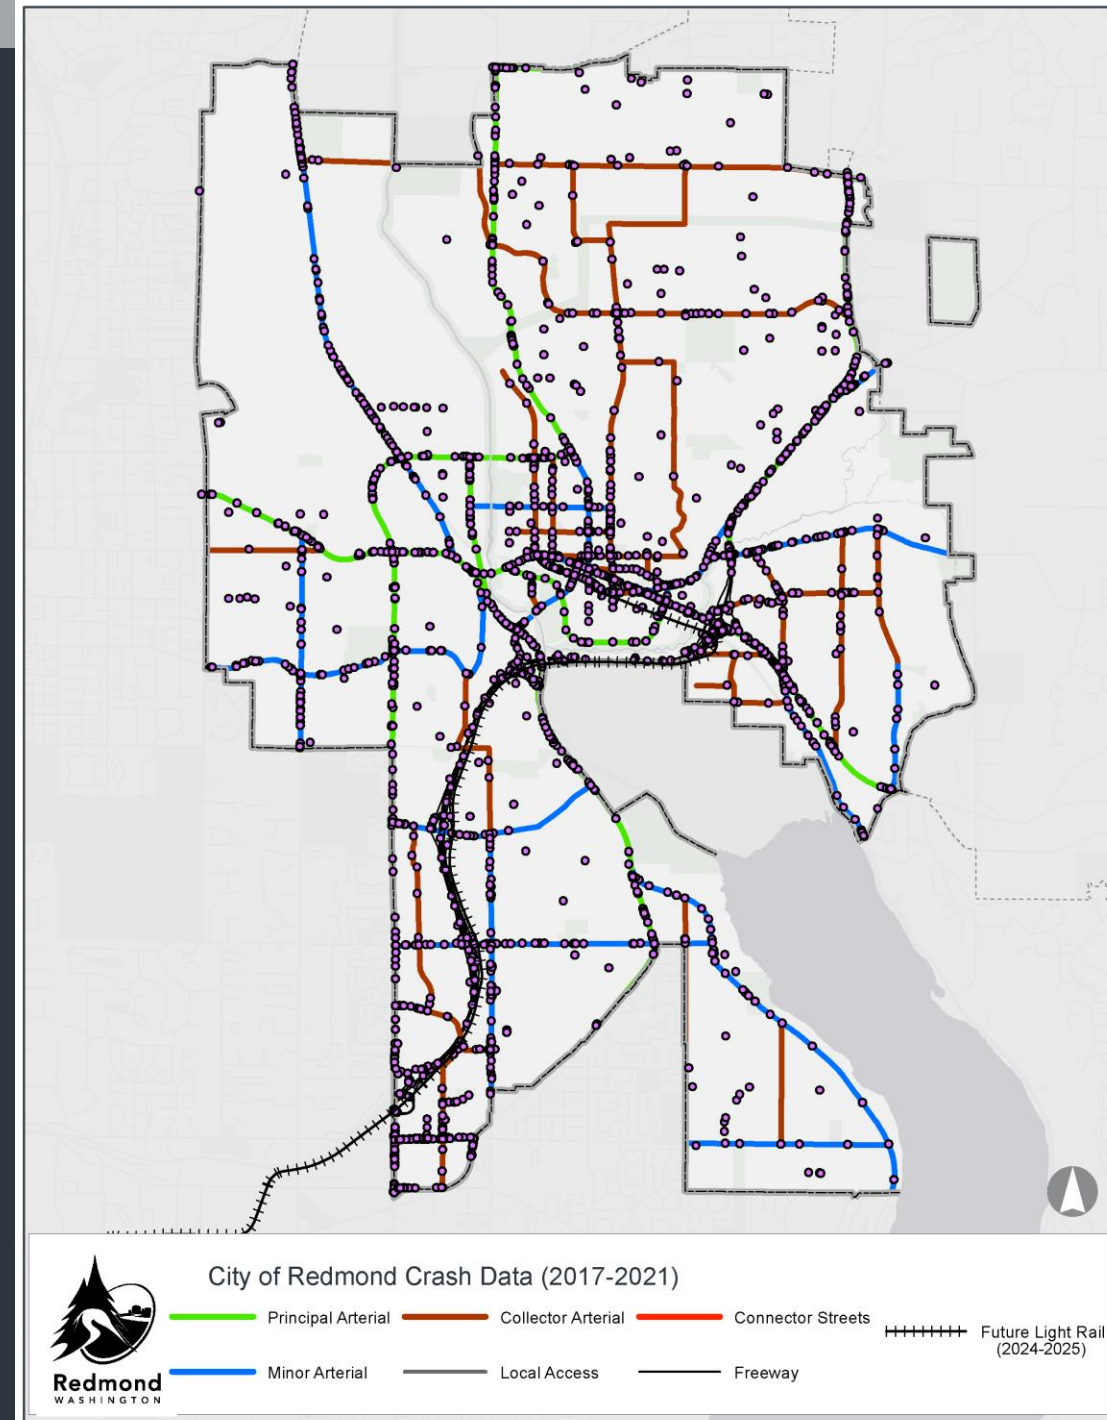 City of Redmond Crash Data (2017-2021)
Principal Arterial
Collector Arterial
Connector Streets
Future Light Rail
(2024-2025)
Minor Arterial
Local Access
Freeway
Redmond
WASHINGTON